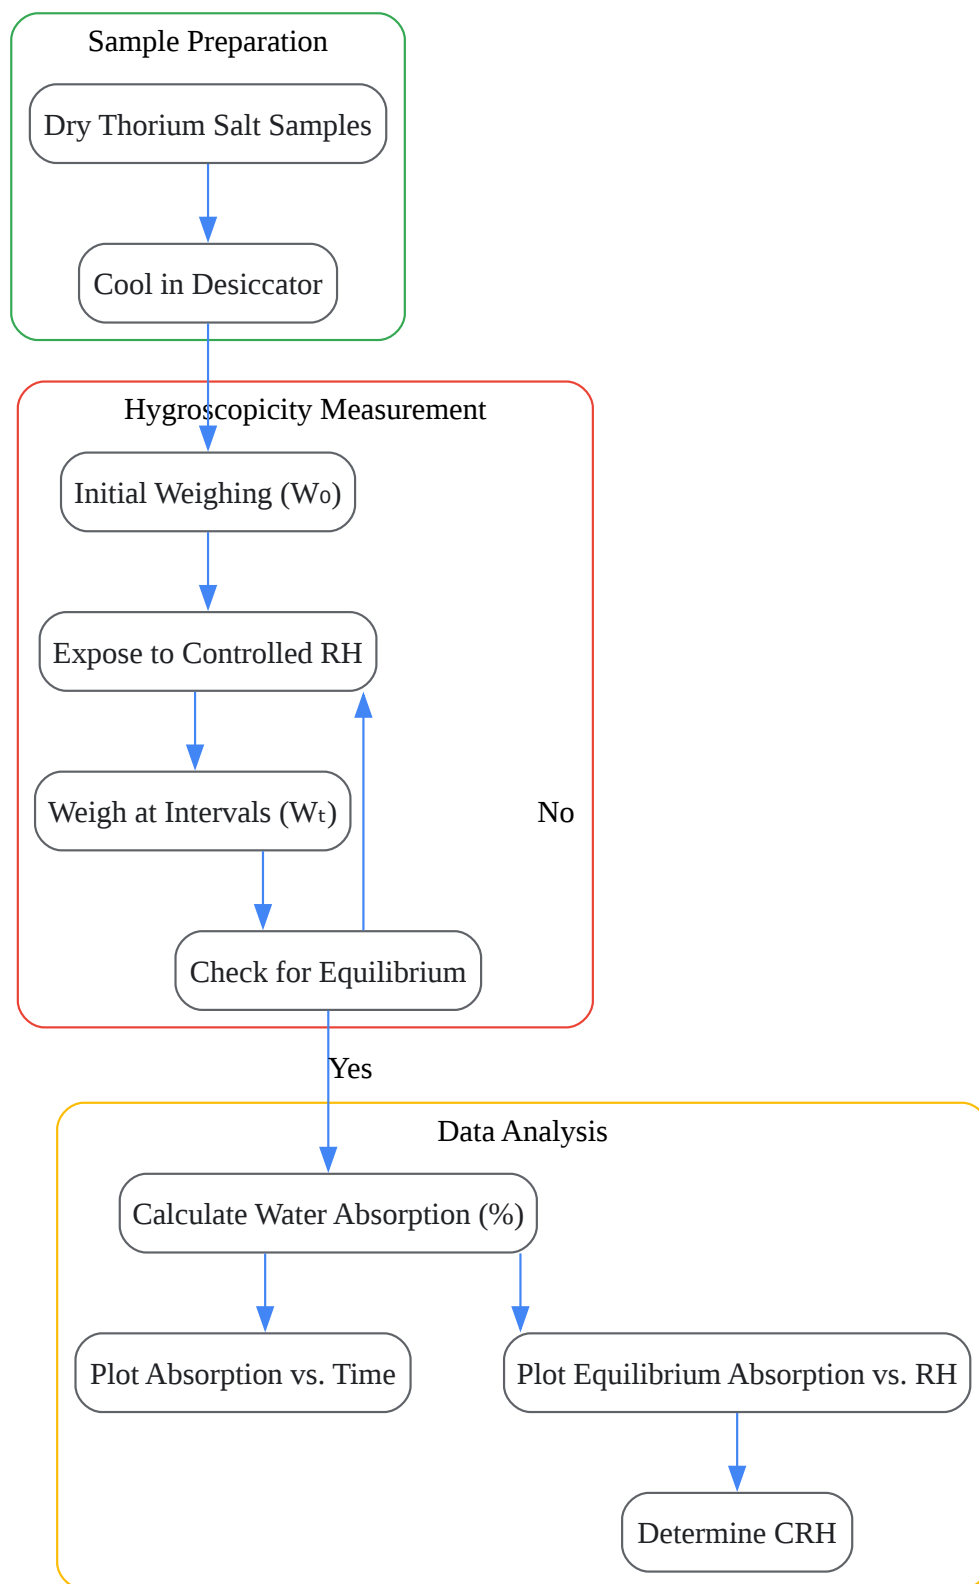 Sample Preparation
Dry Thorium Salt Samples
Cool in Desiccator
Hygroscopicity Measurement
Initial Weighing (W₀)
Expose to Controlled RH
Weigh at Intervals (Wₜ)
No
Check for Equilibrium
Yes
Data Analysis
Calculate Water Absorption (%)
Plot Absorption vs. Time
Plot Equilibrium Absorption vs. RH
Determine CRH